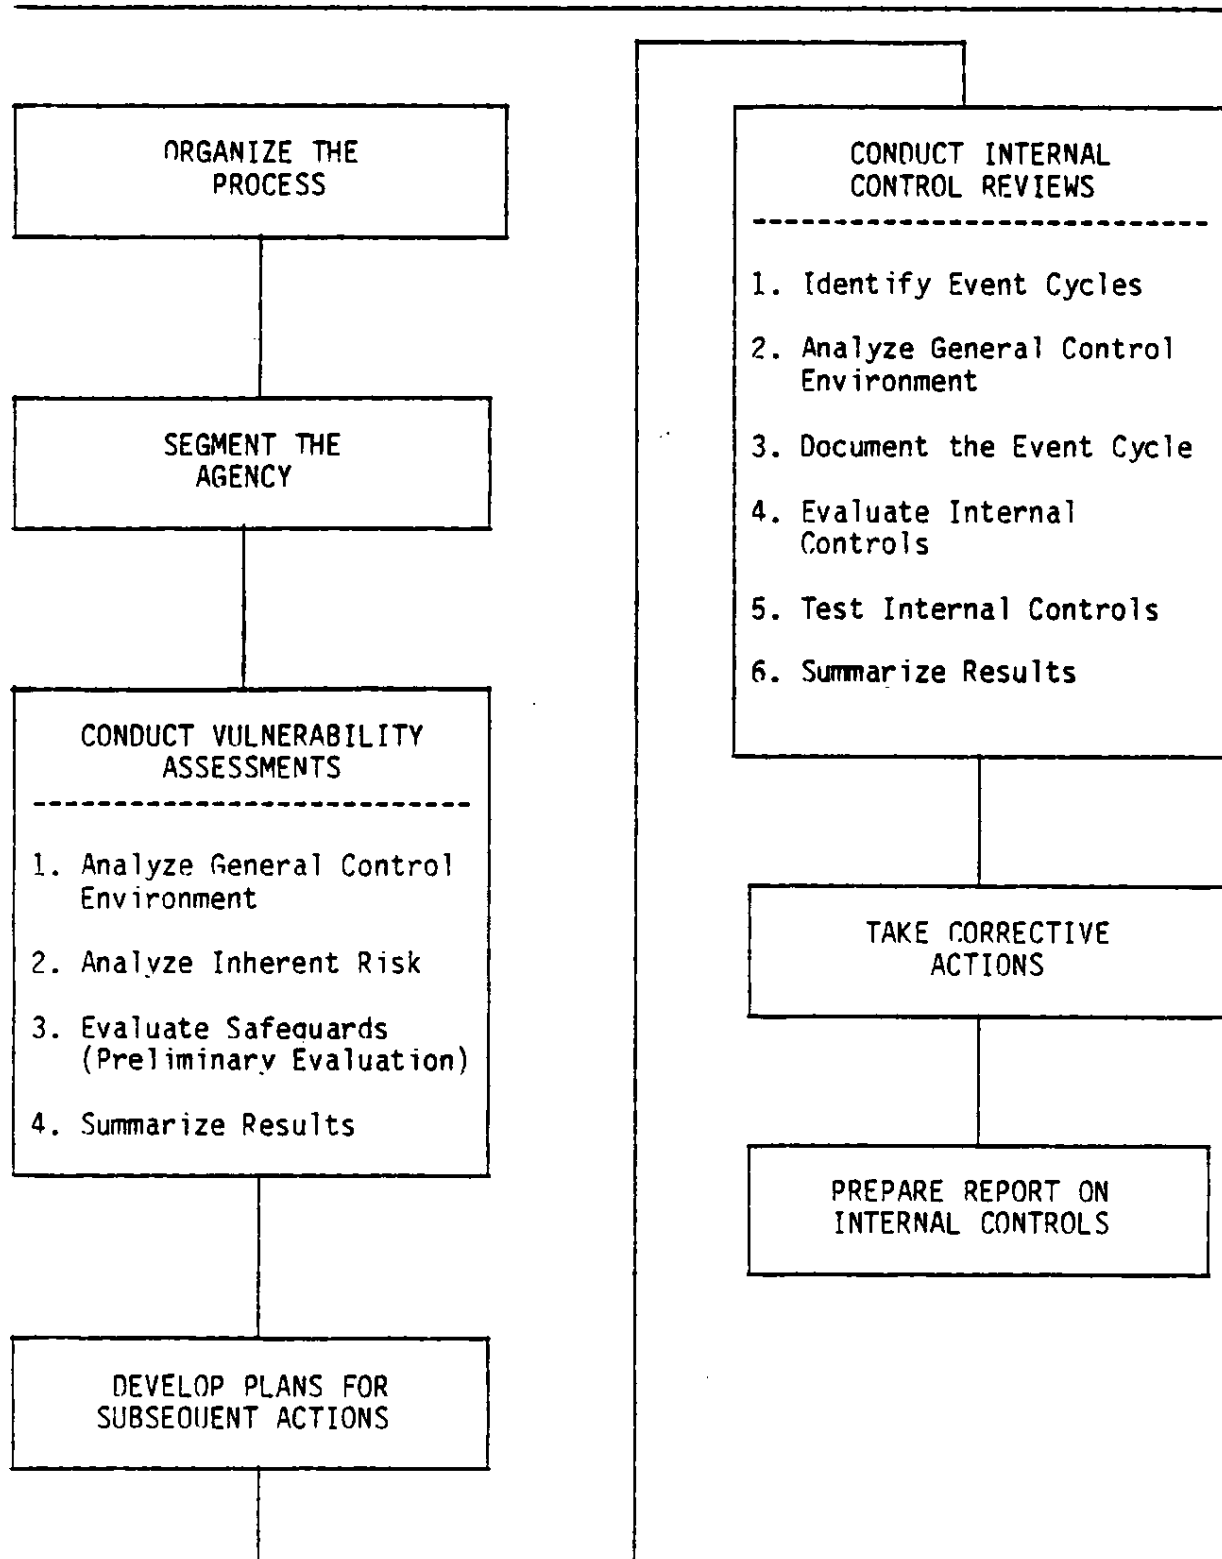 ORGANIZE THE
PROCESS
SEGMENT THE
AGENCY
CONDUCT VULNERABILITY
ASSESSMENTS
1. Analyze General Control
Environment
2. Analyze Inherent Risk
3. Evaluate Safeguards
(Preliminary Evaluation)
4. Summarize Results
DEVELOP PLANS FOR
SUBSEQUENT ACTIONS
CONDUCT INTERNAL
CONTROL REVIEWS
1. Identify Event Cycles
2. Analyze General Control
Environment
3. Document the Event Cycle
4. Evaluate Internal
Controls
5. Test Internal Controls
6. Summarize Results
TAKE CORRECTIVE
ACTIONS
PREPARE REPORT ON
INTERNAL CONTROLS